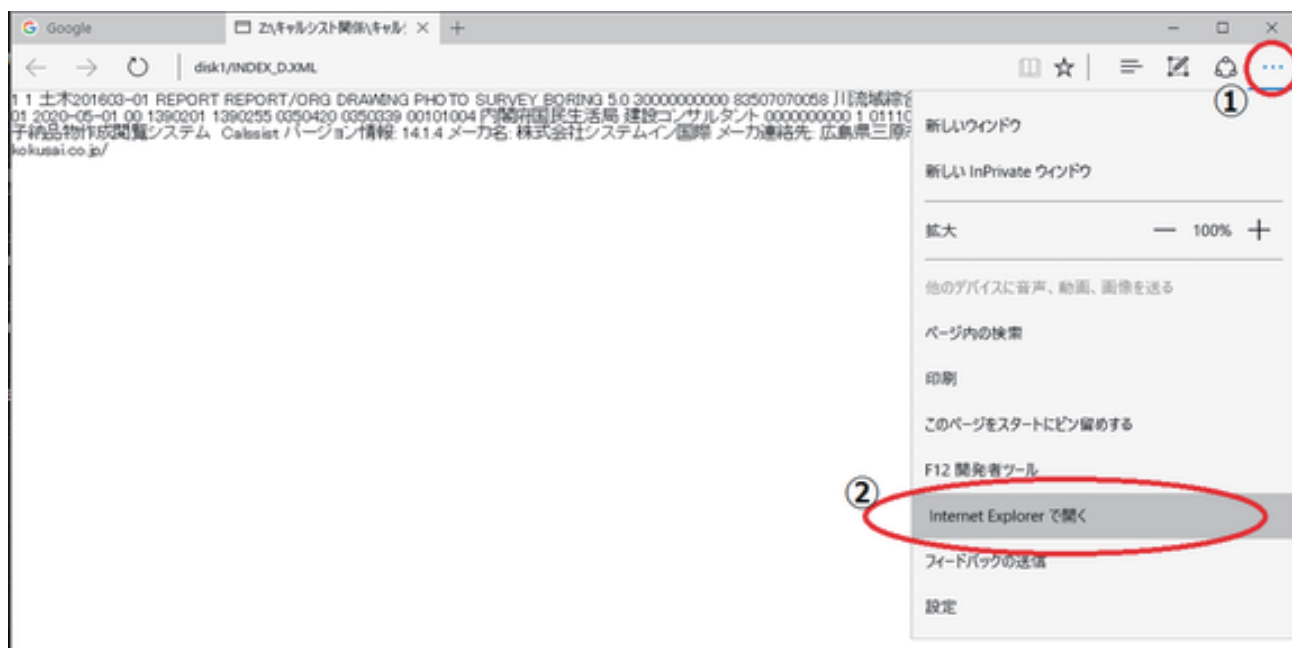 Google
Z:\キャルシスト関係\キャル
disk1/INDEX_D.XML
①
1 1 土木201603-01 REPORT REPORT/ORG DRAWING PHOTO SURVEY BORING 5.0 30000000000 83507070058 川流域綜合
01 2020-05-01 00 1390201 1390255 0350420 0350339 00101004 内閣府国民生活局 建設コンサルタント 0000000000 1 01110
子納品物作成閲覧システム Calssist バージョン情報: 14.1.4 メーカ名: 株式会社システムイン国際 メーカ連絡先: 広島県三原
kokusai.co.jp/
新しいウィンドウ
新しい InPrivate ウィンドウ
拡大 100%
他のデバイスに音声、動画、画像を送る
ページ内の検索
印刷
このページをスタートにピン留めする
F12 開発者ツール
②
Internet Explorer で開く
フィードバックの送信
設定